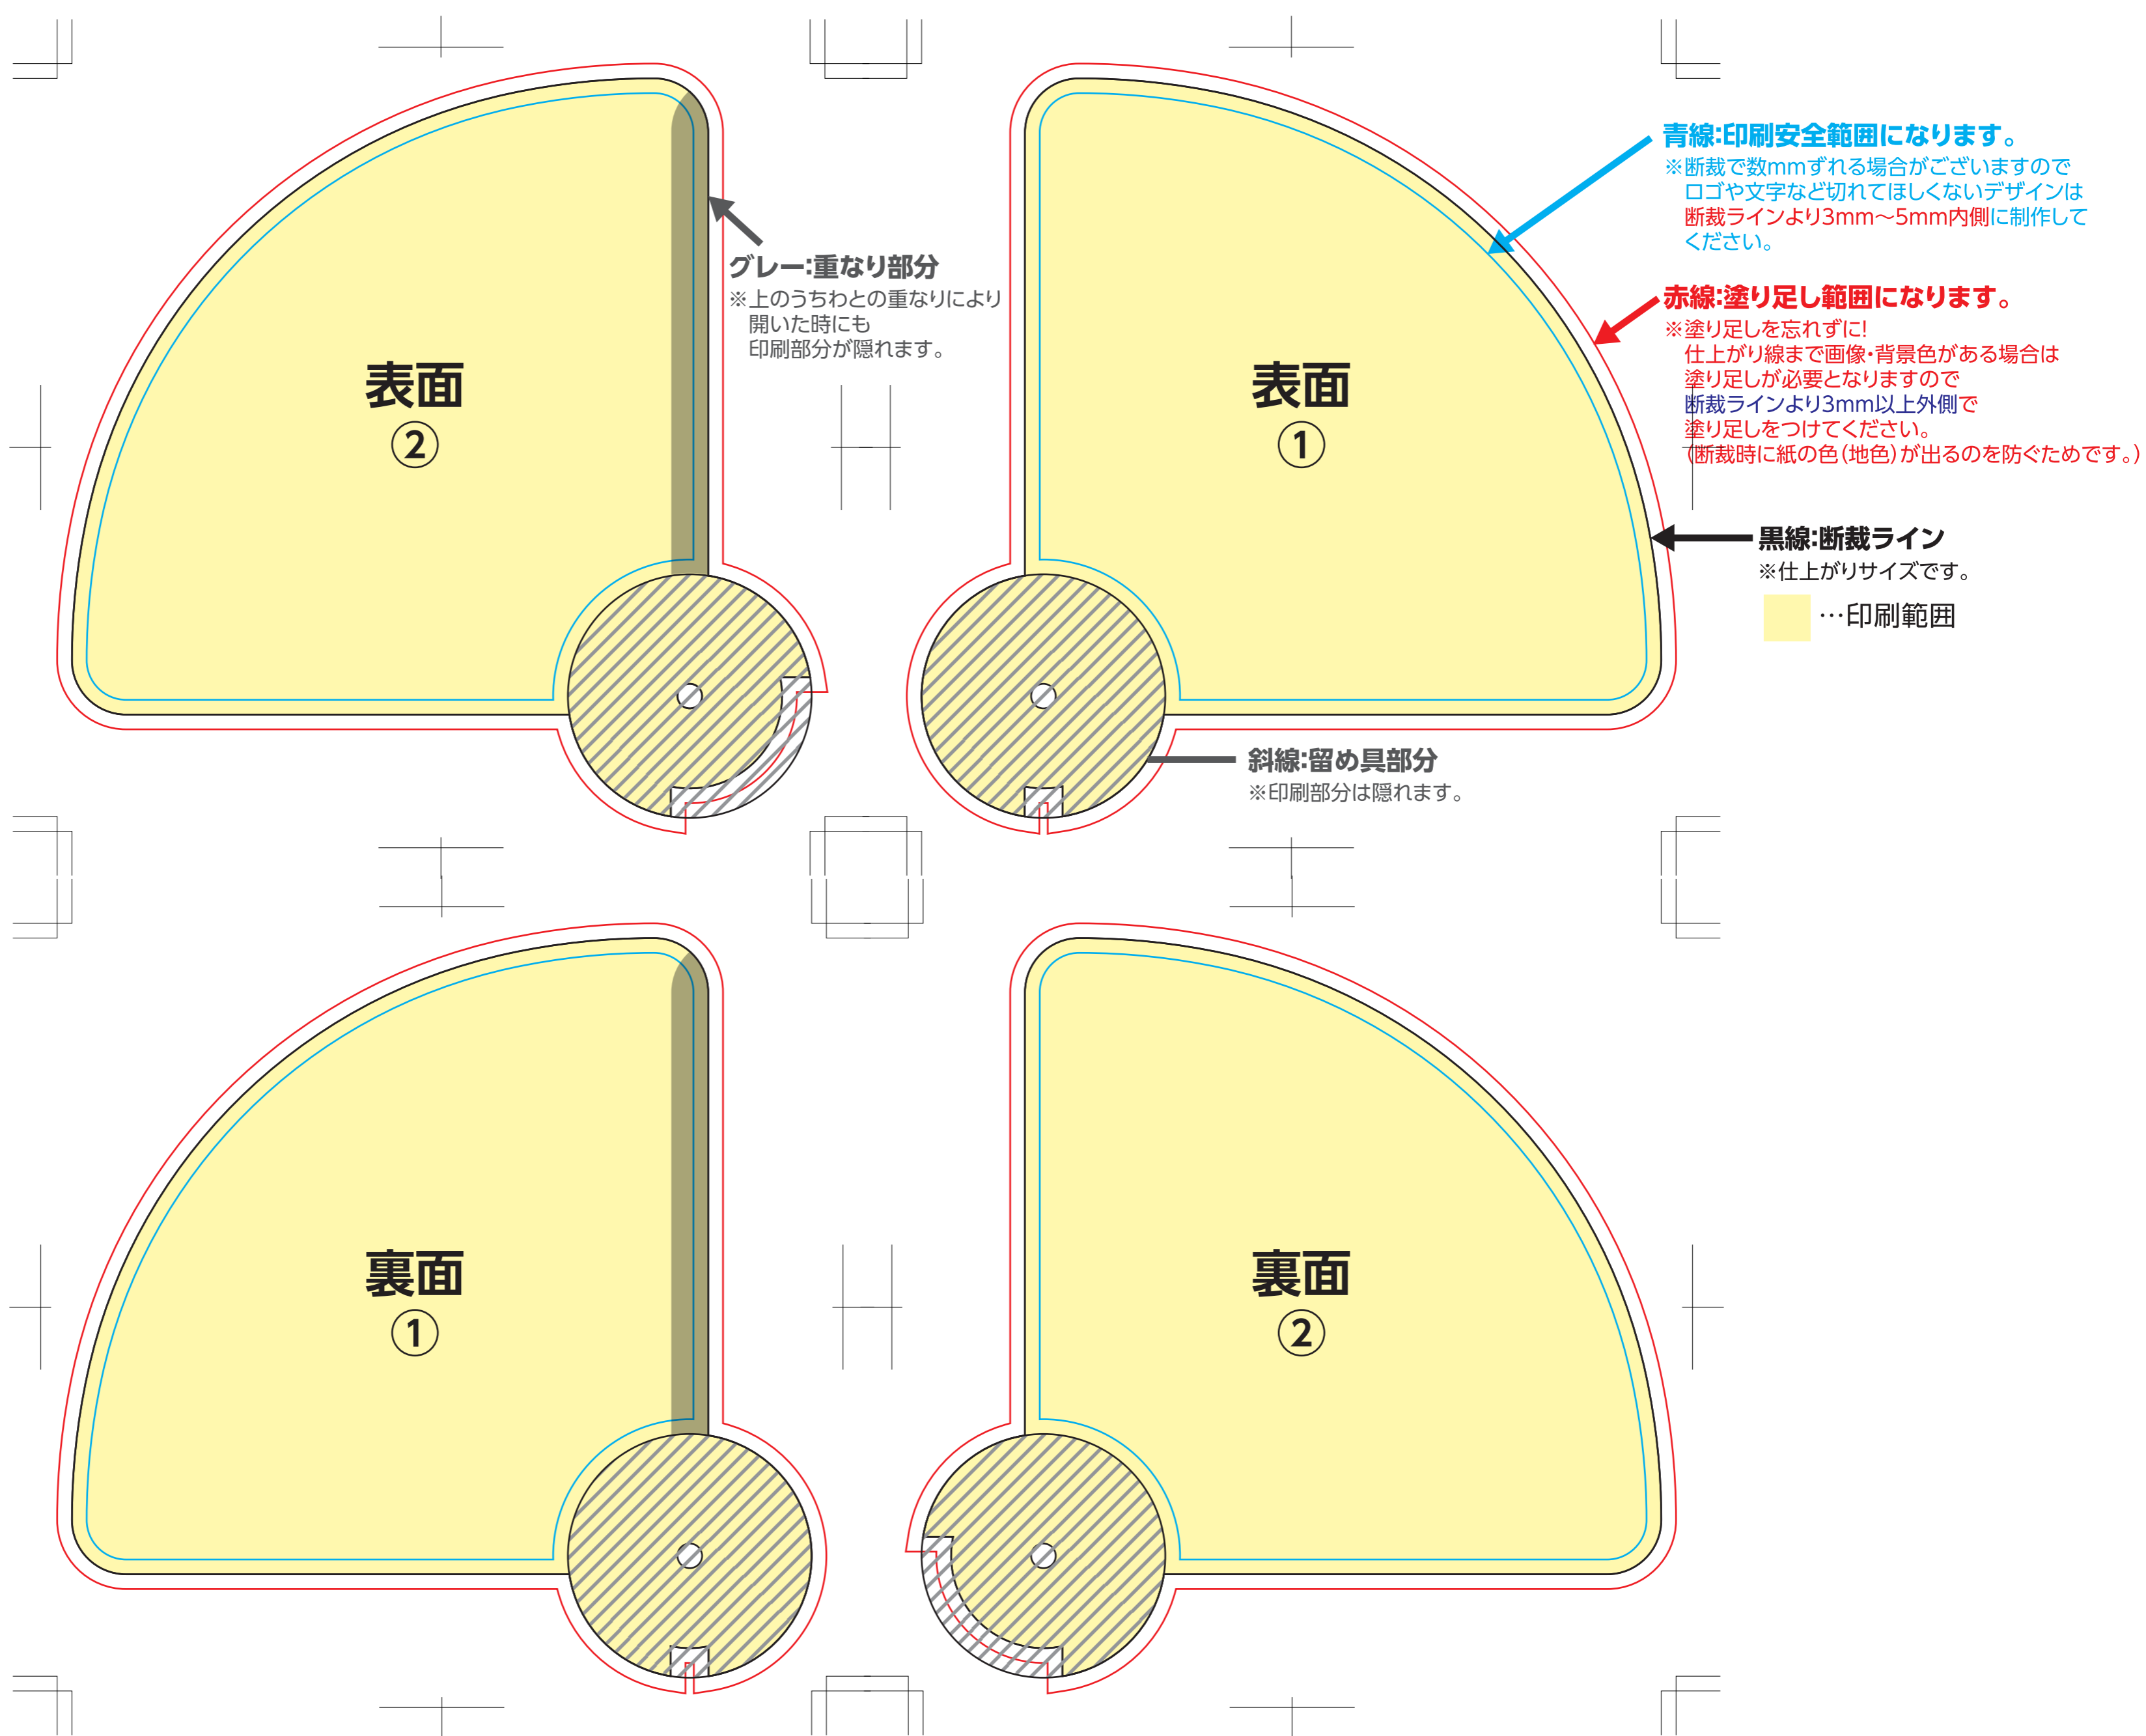 青線:印刷安全範囲になります。
※断裁で数mmずれる場合がございますので
ロゴや文字など切れてほしくないデザインは
断裁ラインより3mm〜5mm内側に制作して
ください。
グレー:重なり部分
※上のうちわとの重なりにより
開いた時にも
印刷部分が隠れます。
赤線:塗り足し範囲になります。
※塗り足しを忘れずに!
仕上がり線まで画像・背景色がある場合は
塗り足しが必要となりますので
断裁ラインより3mm以上外側で
塗り足しをつけてください。
(断裁時に紙の色(地色)が出るのを防ぐためです。)
表面
②
表面
①
黒線:断裁ライン
※仕上がりサイズです。
…印刷範囲
斜線:留め具部分
※印刷部分は隠れます。
裏面
①
裏面
②